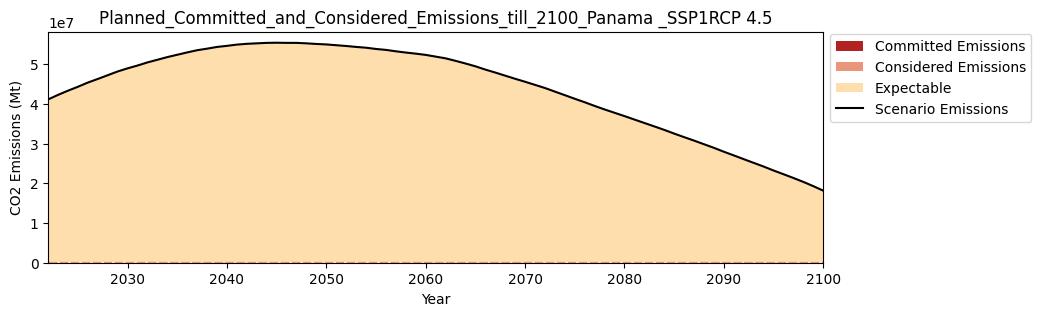 Planned_Committed_and_Considered_Emissions_till_2100_Panama _SSP1RCP 4.5
1e7
5
4
3
2
1
0
CO2 Emissions (Mt)
2030 2040 2050 2060 2070 2080 2090 2100
Year
Committed Emissions
Considered Emissions
Expectable
Scenario Emissions